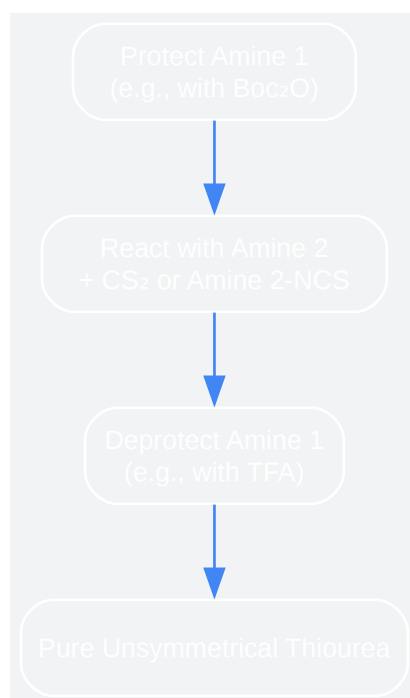 Protect Amine 1
(e.g., with Boc₂O)
React with Amine 2
+ CS₂ or Amine 2-NCS
Deprotect Amine 1
(e.g., with TFA)
Pure Unsymmetrical Thiourea